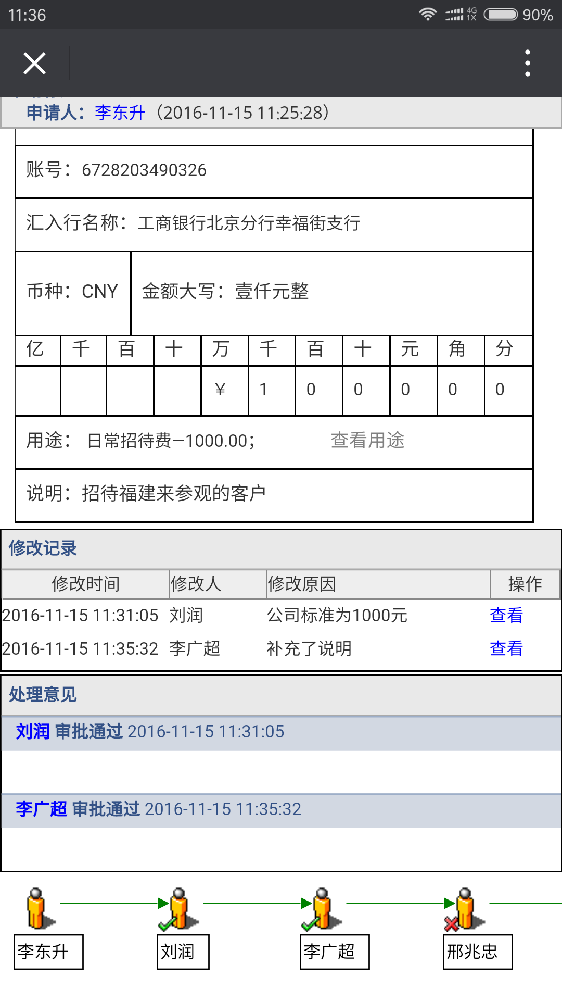 11:36 4G 1X 90%
申请人：李东升（2016-11-15 11:25:28）
账号：6728203490326
汇入行名称：工商银行北京分行幸福街支行
币种：CNY 金额大写：壹仟元整
亿 千 百 十 万 千 百 十 元 角 分
¥ 1 0 0 0 0 0
用途： 日常招待费—1000.00； 查看用途
说明：招待福建来参观的客户
修改记录
修改时间 修改人 修改原因 操作
2016-11-15 11:31:05 刘润 公司标准为1000元 查看
2016-11-15 11:35:32 李广超 补充了说明 查看
处理意见
刘润 审批通过 2016-11-15 11:31:05
李广超 审批通过 2016-11-15 11:35:32
李东升 刘润 李广超 邢兆忠